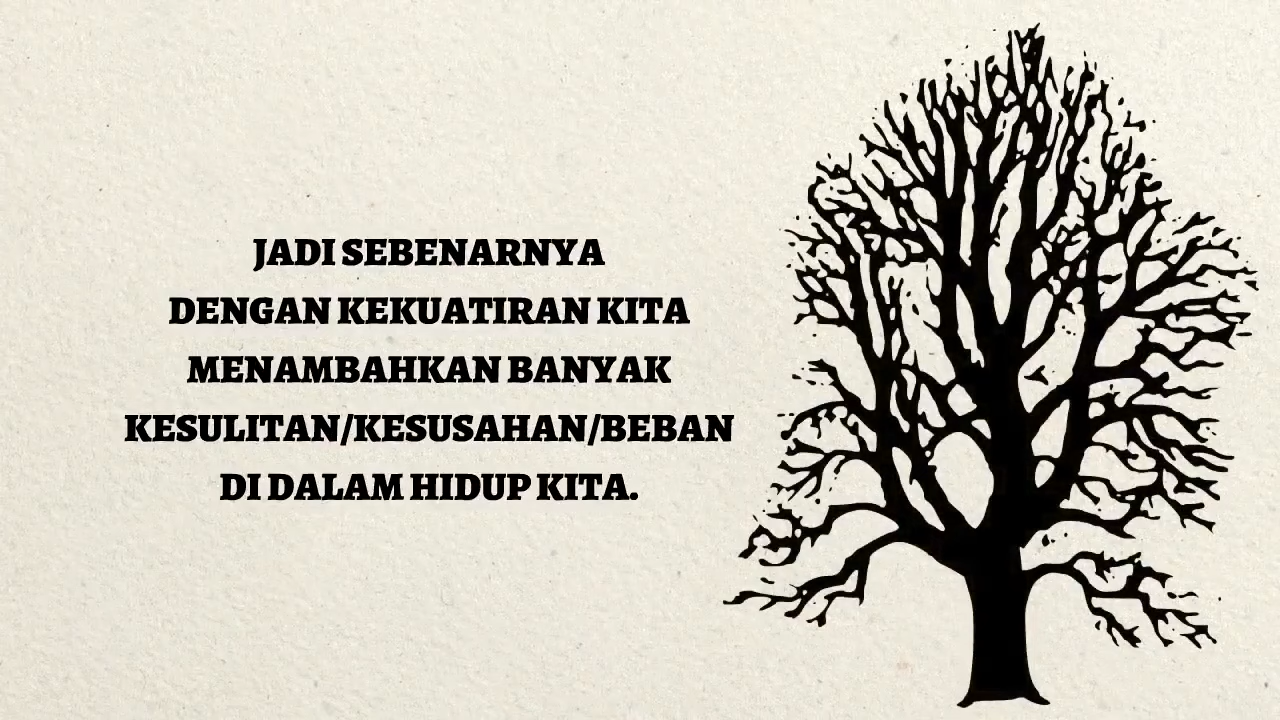 JADI SEBENARNYA
DENGAN KEKUATIRAN KITA
MENAMBAHKAN BANYAK
KESULITAN/KESUSAHAN/BEBAN
DI DALAM HIDUP KITA.